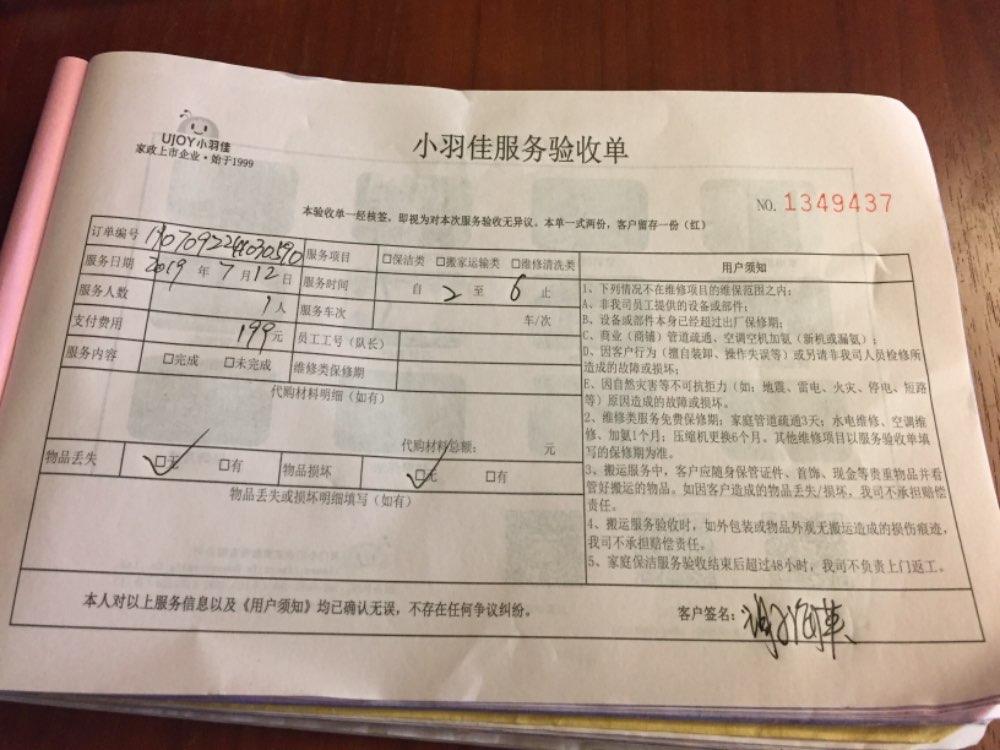 UJOY小羽佳
家政上市企业·始于1999
小羽佳服务验收单
NO. 1349437
本验收单一经核签，即视为对本次服务验收无异议。本单一式两份，客户留存一份（红）
订单编号 服务项目 □保洁类 □搬家运输类 □维修清洗类
服务日期 2019 年 7 月 12 日 服务时间 自 2 至 6 止
服务人数 1 人 服务车次 车/次
支付费用 199 元 员工工号（队长）
服务内容 □完成 □未完成 维修类保修期
代购材料明细（如有）
代购材料总额： 元
物品丢失 □无 □有 物品损坏 □无 □有
物品丢失或损坏明细填写（如有）
用户须知
1、下列情况不在维修项目的维保范围之内：
A、非我司员工提供的设备或部件；
B、设备或部件本身已经超过出厂保修期；
C、商业（商铺）管道疏通、空调空机加氨（新机或漏氨）；
D、因客户行为（擅自装卸、操作失误等）或另请非我司人员检修所
造成的故障或损坏；
E、因自然灾害等不可抗拒力（如：地震、雷电、火灾、停电、短路
等）原因造成的故障或损坏。
2、维修类服务免费保修期：家庭管道疏通3天；水电维修、空调维
修、加氨1个月；压缩机更换6个月。其他维修项目以服务验收单填
写的保修期为准。
3、搬运服务中，客户应随身保管证件、首饰、现金等贵重物品并看
管好搬运的物品。如因客户造成的物品丢失/损坏，我司不承担赔偿
责任。
4、搬运服务验收时，如外包装或物品外观无搬运造成的损伤痕迹，
我司不承担赔偿责任。
5、家庭保洁服务验收结束后超过48小时，我司不负责上门返工。
本人对以上服务信息以及《用户须知》均已确认无误，不存在任何争议纠纷。 客户签名：